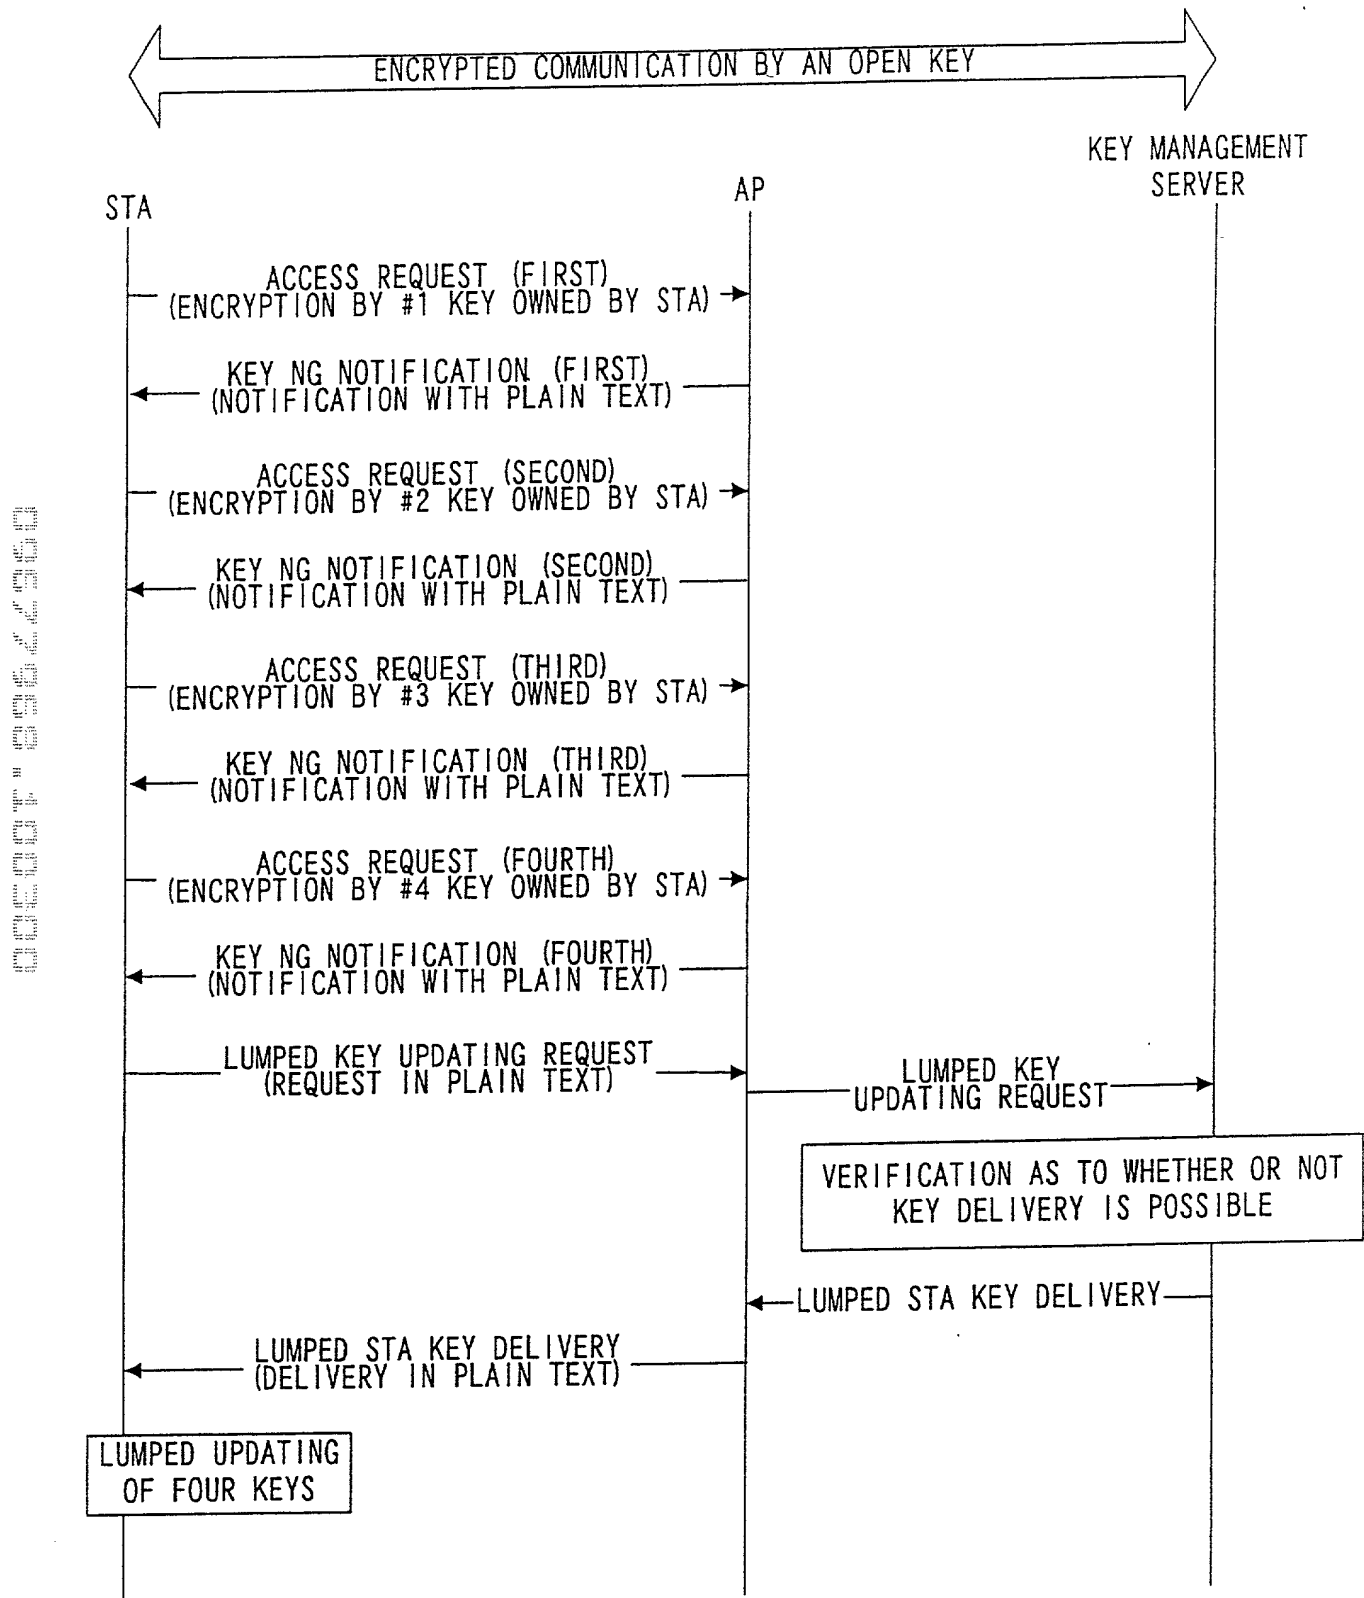 ENCRYPTED COMMUNICATION BY AN OPEN KEY
KEY MANAGEMENT
SERVER
AP
STA
ACCESS REQUEST (FIRST)
(ENCRYPTION BY #1 KEY OWNED BY STA)
KEY NG NOTIFICATION (FIRST)
(NOTIFICATION WITH PLAIN TEXT)
ACCESS REQUEST (SECOND)
(ENCRYPTION BY #2 KEY OWNED BY STA)
KEY NG NOTIFICATION (SECOND)
(NOTIFICATION WITH PLAIN TEXT)
ACCESS REQUEST (THIRD)
(ENCRYPTION BY #3 KEY OWNED BY STA)
KEY NG NOTIFICATION (THIRD)
(NOTIFICATION WITH PLAIN TEXT)
ACCESS REQUEST (FOURTH)
(ENCRYPTION BY #4 KEY OWNED BY STA)
KEY NG NOTIFICATION (FOURTH)
(NOTIFICATION WITH PLAIN TEXT)
LUMPED KEY UPDATING REQUEST
(REQUEST IN PLAIN TEXT)
LUMPED KEY
UPDATING REQUEST
VERIFICATION AS TO WHETHER OR NOT
KEY DELIVERY IS POSSIBLE
LUMPED STA KEY DELIVERY
LUMPED STA KEY DELIVERY
(DELIVERY IN PLAIN TEXT)
LUMPED UPDATING
OF FOUR KEYS